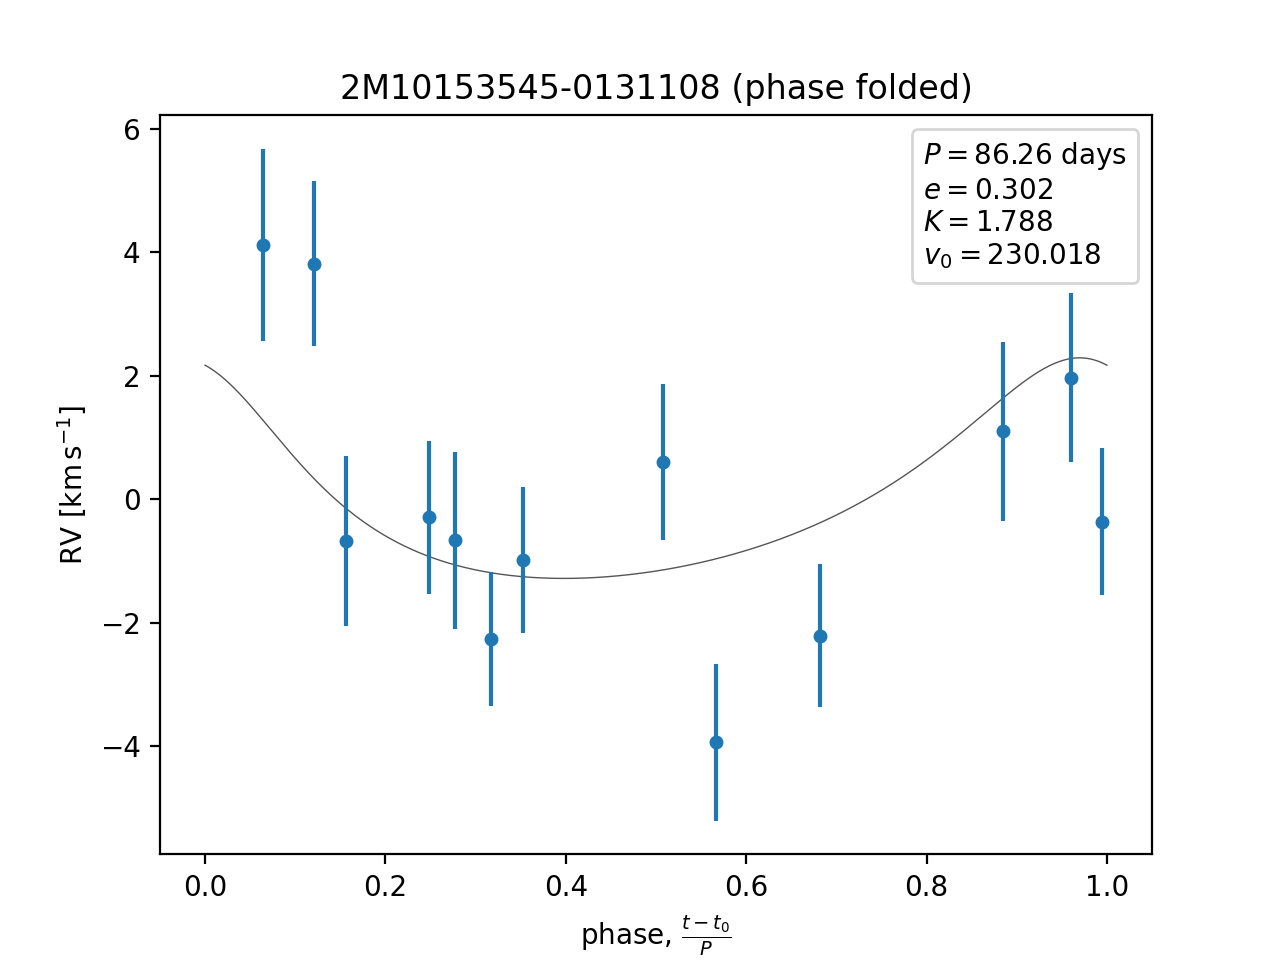 2M10153545-0131108 (phase folded)
P = 86.26 days
e = 0.302
K = 1.788
v₀ = 230.018
RV [km s⁻¹]
6
4
2
0
−2
−4
0.0 0.2 0.4 0.6 0.8 1.0
phase, (t − t₀)/P